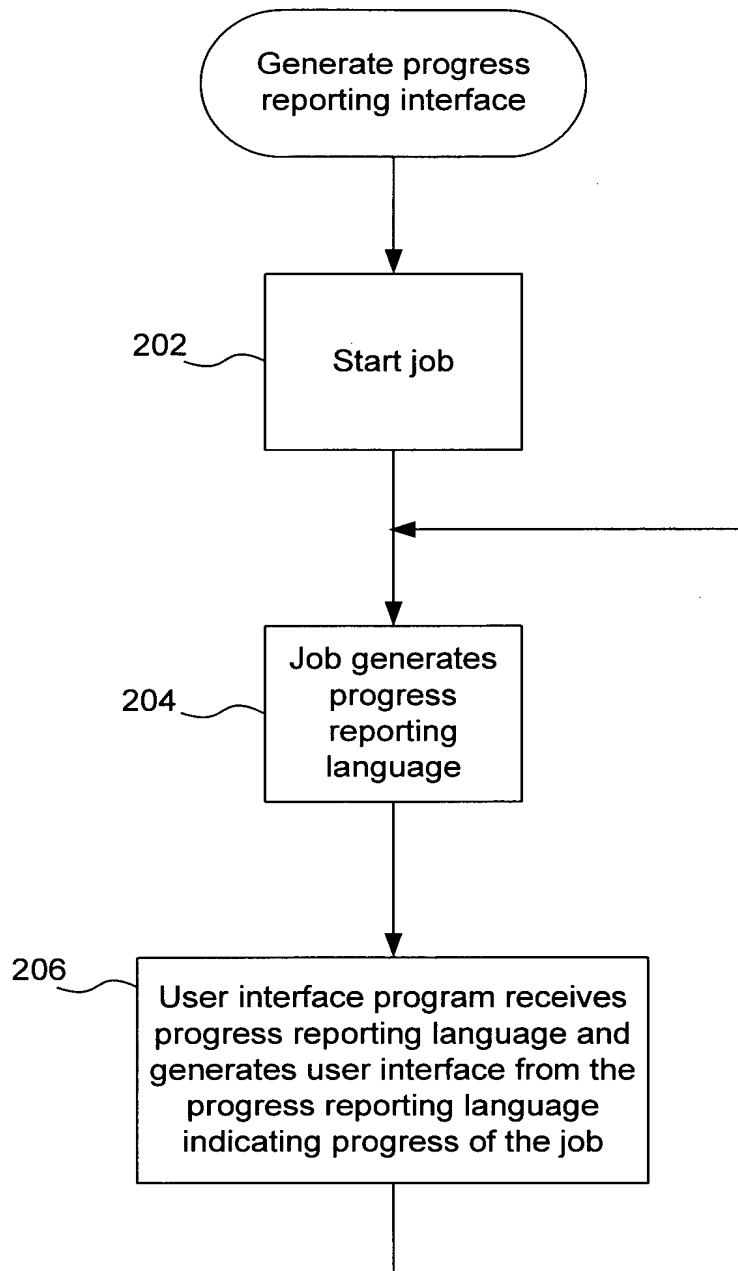 Generate progress
reporting interface
202
Start job
Job generates
progress
reporting
language
204
206
User interface program receives
progress reporting language and
generates user interface from the
progress reporting language
indicating progress of the job